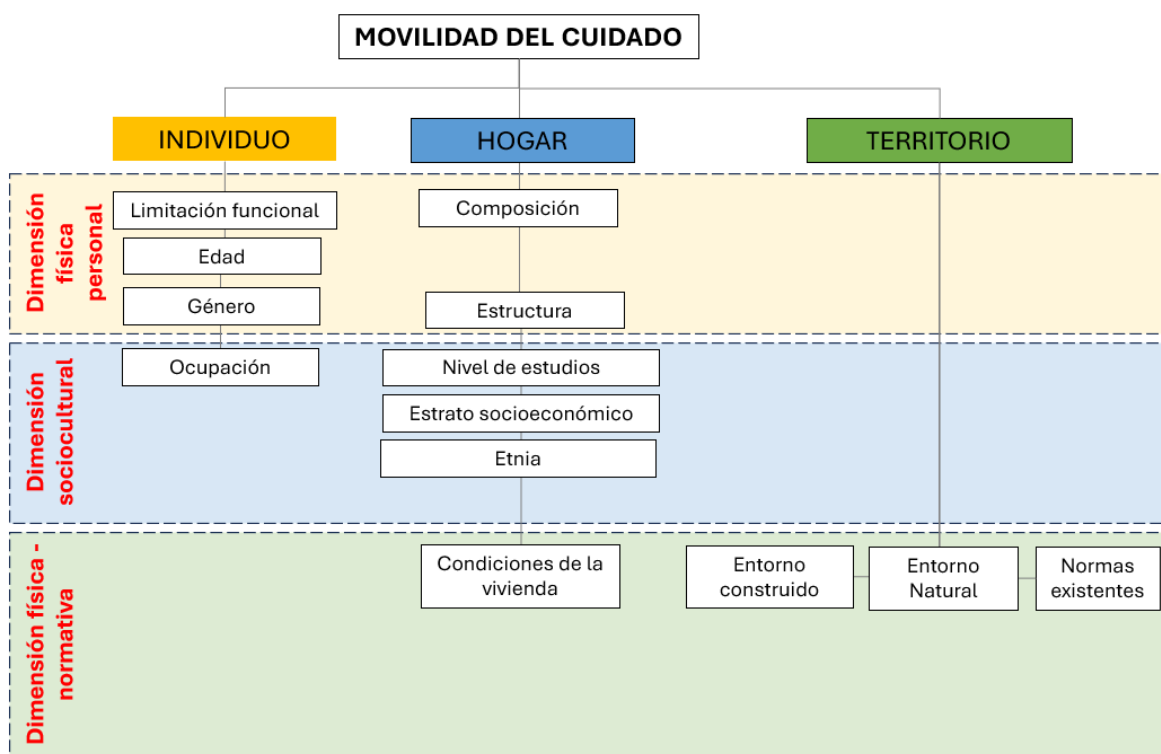 MOVILIDAD DEL CUIDADO
INDIVIDUO
HOGAR
TERRITORIO
Dimensión
física
personal
Limitación funcional
Composición
Edad
Género
Estructura
Dimensión
sociocultural
Ocupación
Nivel de estudios
Estrato socioeconómico
Etnia
Dimensión física -
normativa
Condiciones de la
vivienda
Entorno
construido
Entorno
Natural
Normas
existentes